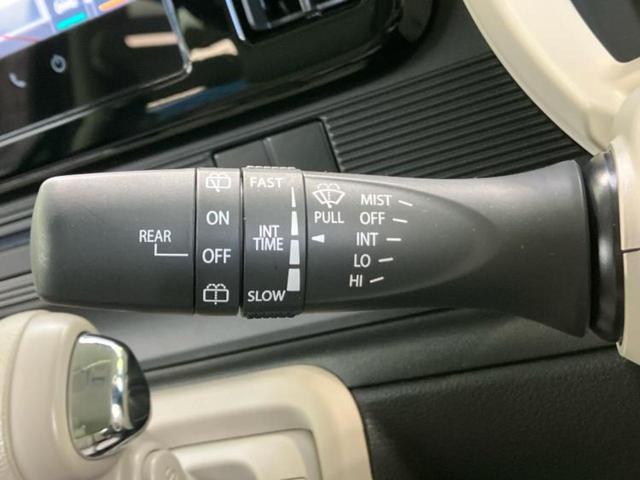 REAR
ON
OFF
FAST
INT
TIME
SLOW
PULL
MIST
OFF
INT
LO
HI